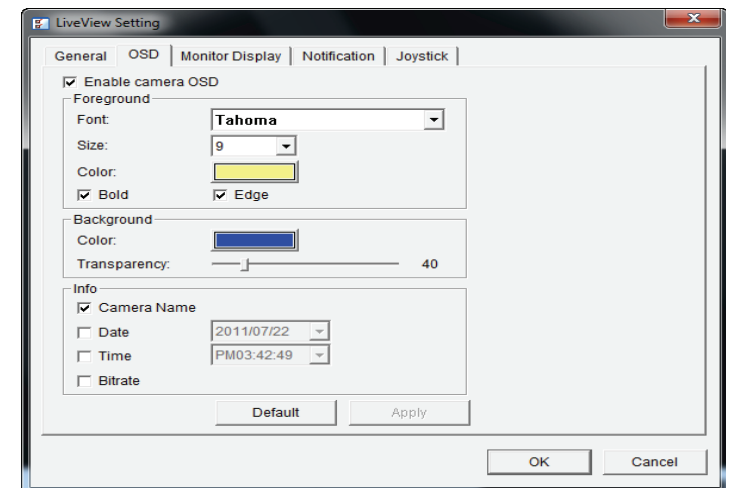 LiveView Setting
General OSD Monitor Display Notification Joystick
Enable camera OSD
Foreground
Font: Tahoma
Size: 9
Color:
Bold Edge
Background
Color:
Transparency: 40
Info
Camera Name
Date 2011/07/22
Time PM03:42:49
Bitrate
Default Apply
OK Cancel